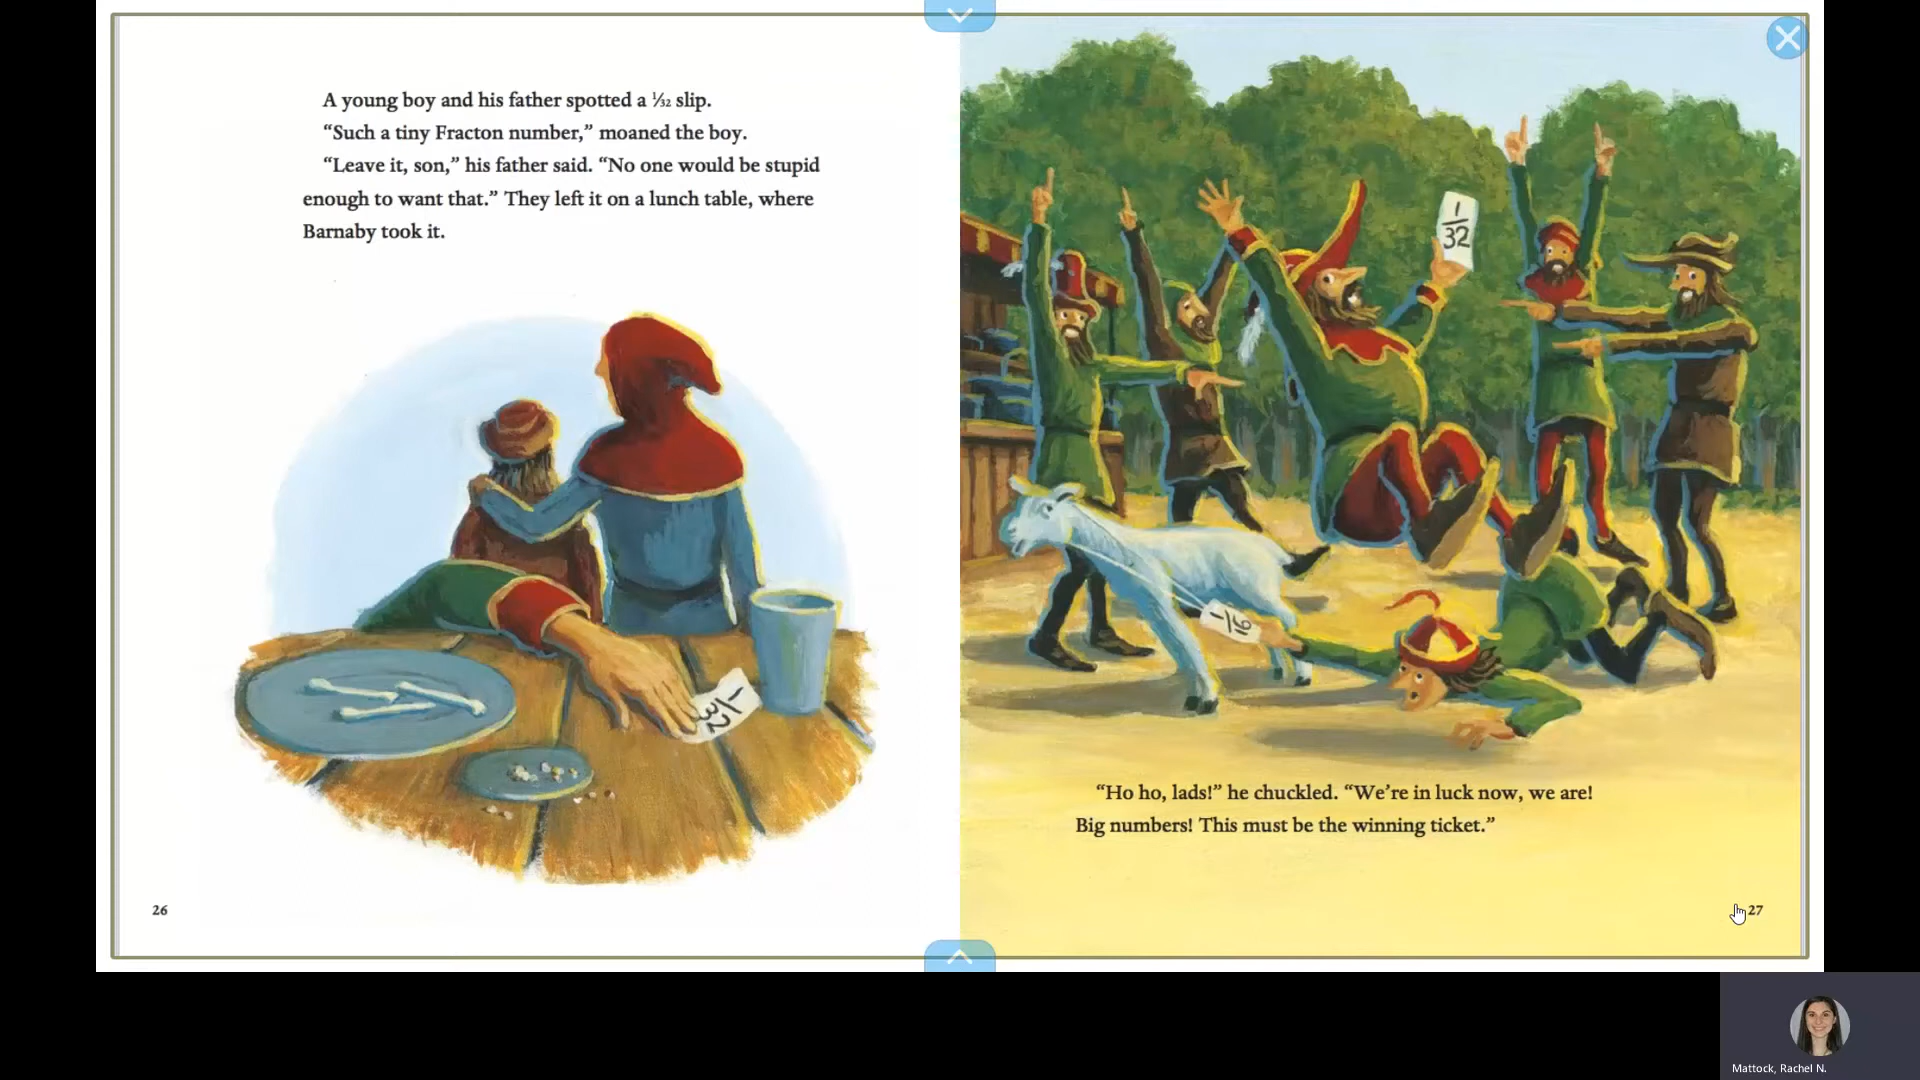 A young boy and his father spotted a 1/32 slip.
“Such a tiny Fracton number,” moaned the boy.
“Leave it, son,” his father said. “No one would be stupid
enough to want that.” They left it on a lunch table, where
Barnaby took it.
1/32
26
1/32
1/16
“Ho ho, lads!” he chuckled. “We’re in luck now, we are!
Big numbers! This must be the winning ticket.”
27
Mattock, Rachel N.